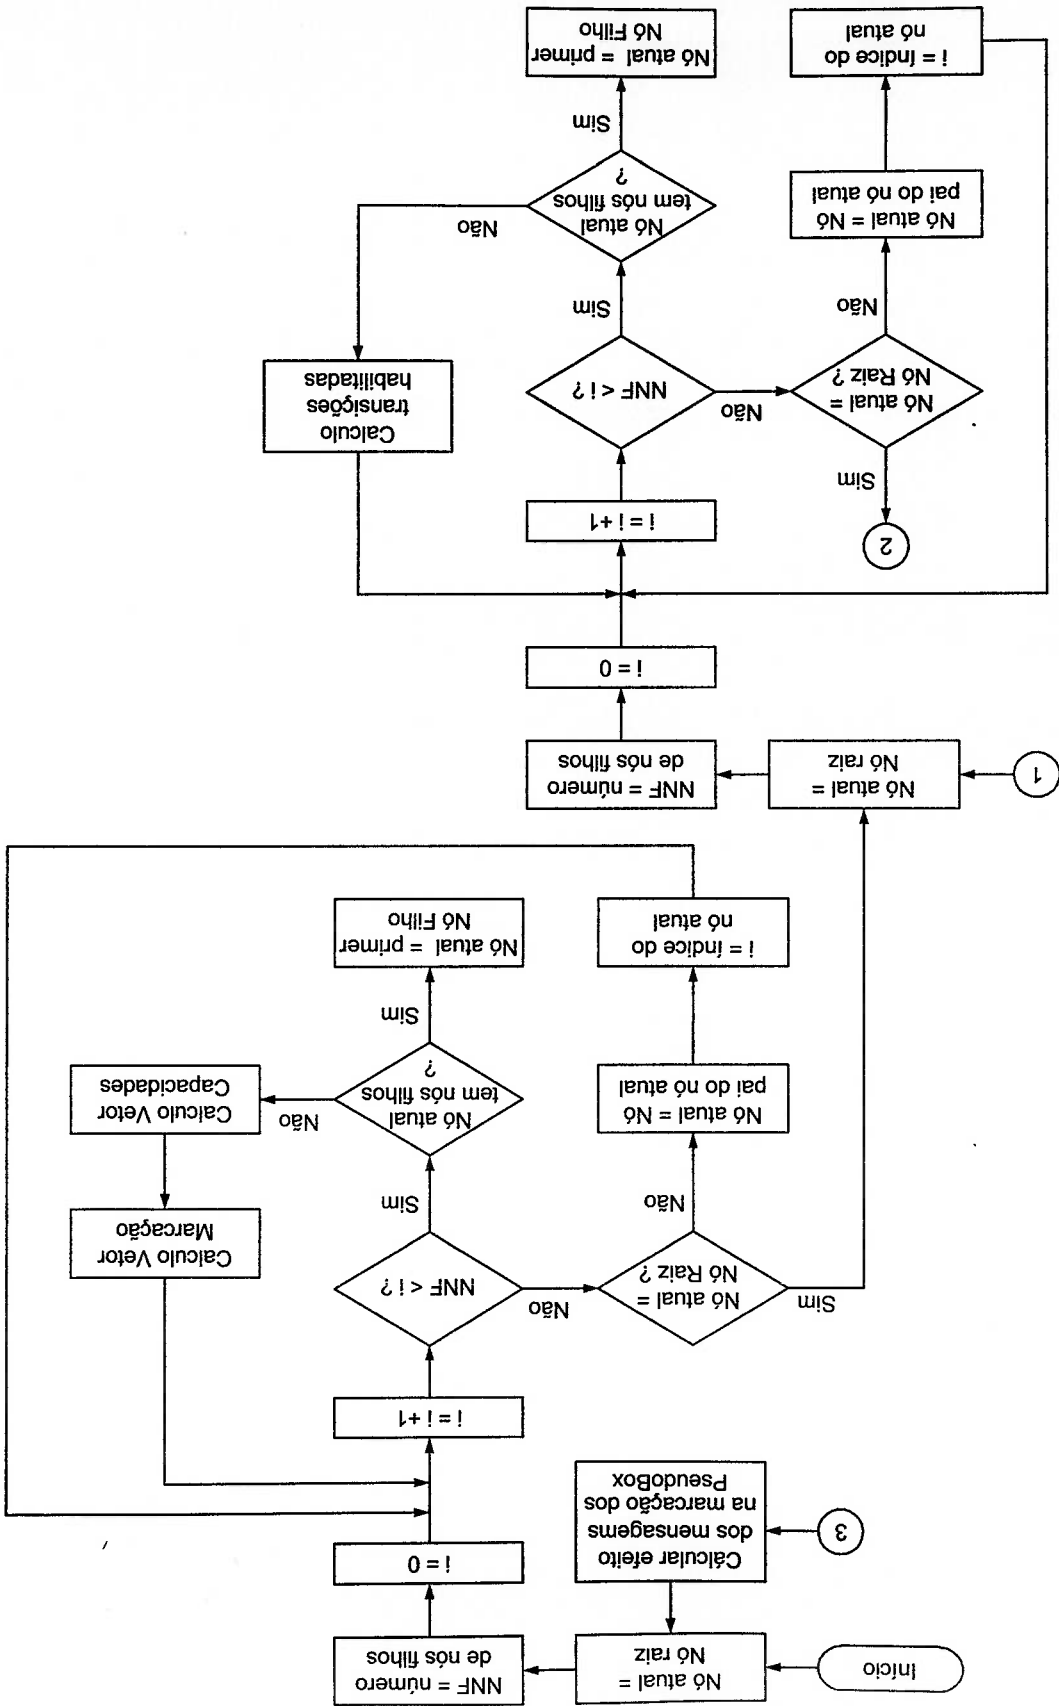 Início
Nó atual =
Nó raiz
NNF = número
de nós filhos
3
Cálcular efeito
dos mensagems
na marcação dos
PseudoBox
i = 0
i = i +1
NNF < i ?
Não
Sim
Nó atual =
Nó Raiz ?
Sim
Não
Nó atual
tem nós filhos
?
Não
Sim
Calculo Vetor
Marcação
Calculo Vetor
Capacidades
Nó atual = Nó
pai do nó atual
i = índice do
nó atual
Nó atual = primer
Nó Filho
1
Nó atual =
Nó raiz
NNF = número
de nós filhos
i = 0
2
i = i +1
Sim
Nó atual =
Nó Raiz ?
Não
Não
NNF < i ?
Sim
Calculo
transições
habilitadas
Nó atual = Nó
pai do nó atual
Nó atual
tem nós filhos
?
Não
Sim
i = índice do
nó atual
Nó atual = primer
Nó Filho